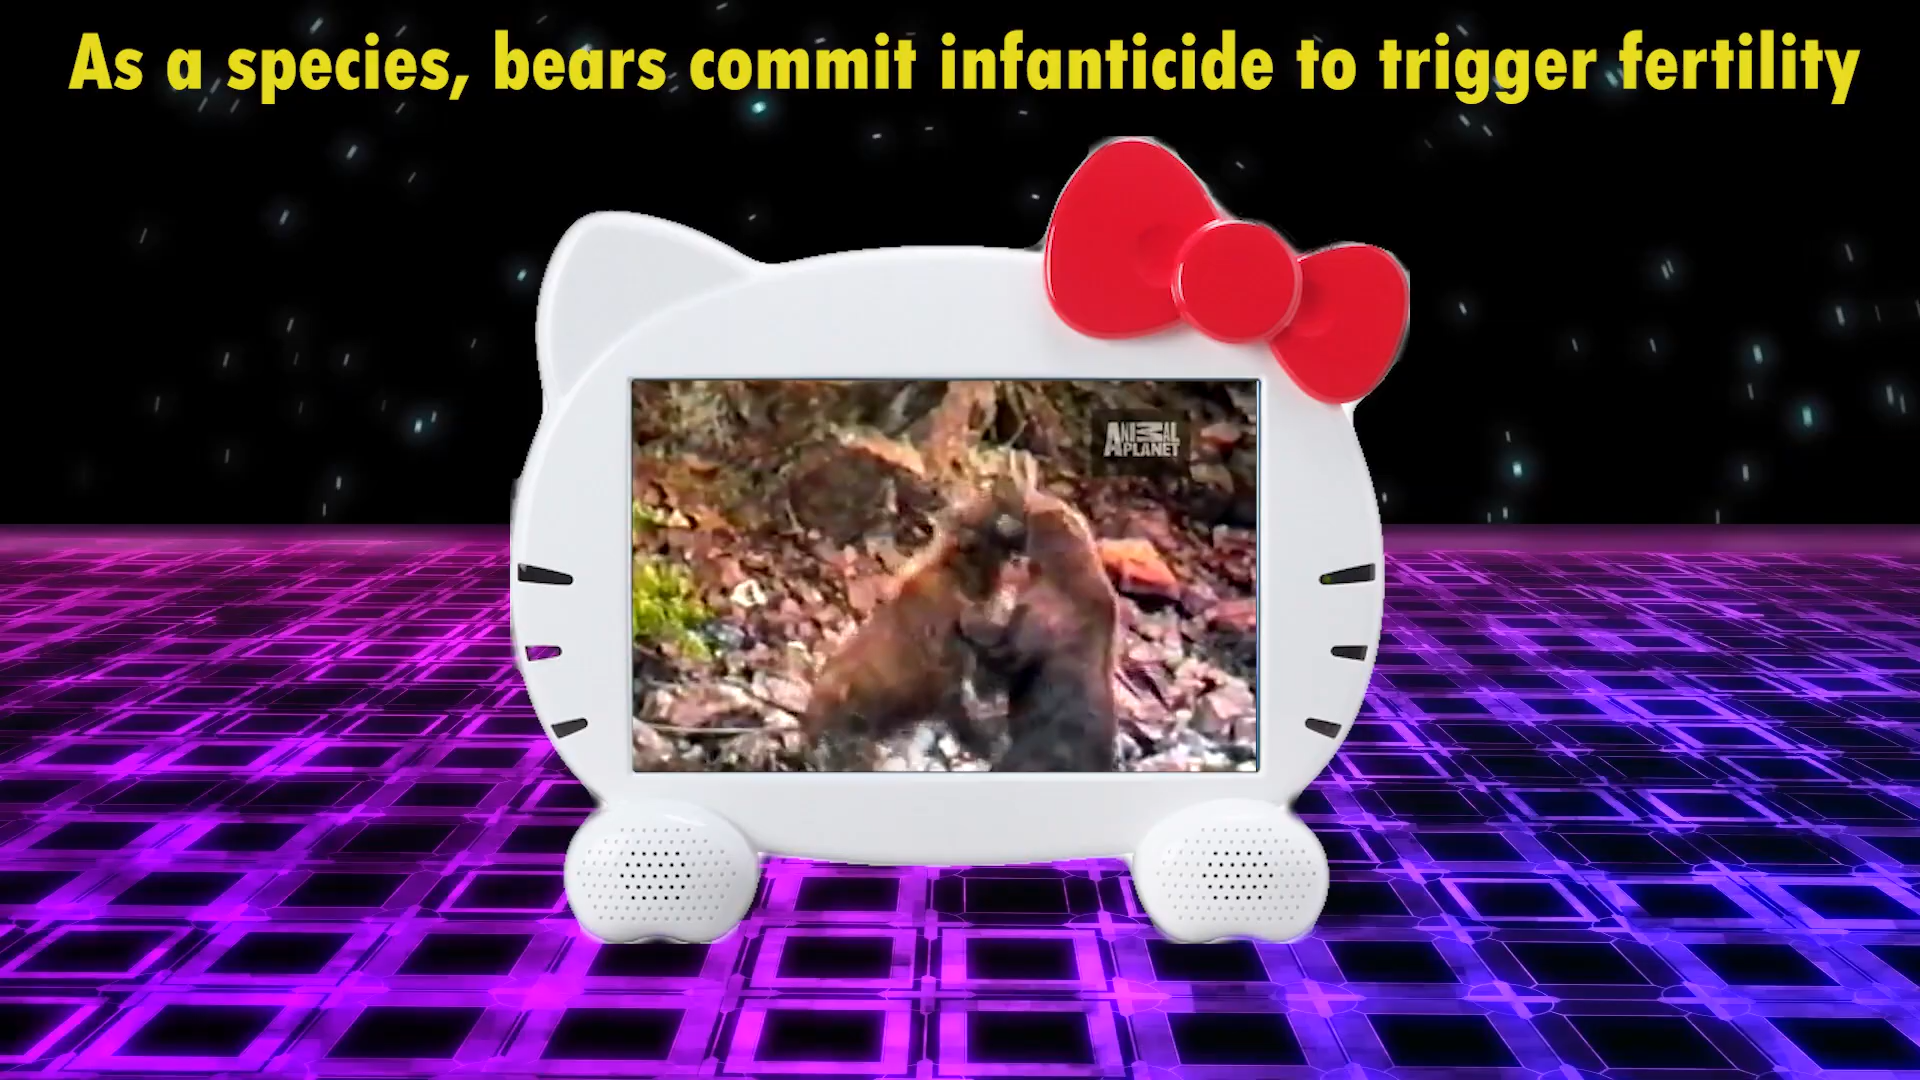 As a species, bears commit infanticide to trigger fertility
ANIMAL
PLANET